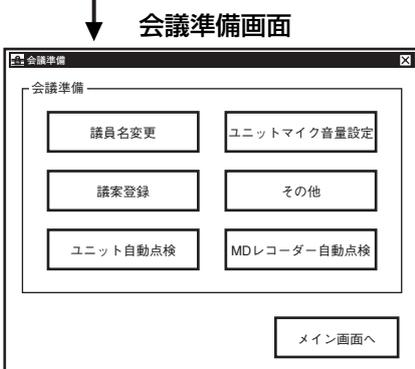 会議準備画面
会議準備
会議準備
議員名変更 ユニットマイク音量設定
議案登録 その他
ユニット自動点検 MDレコーダー自動点検
メイン画面へ